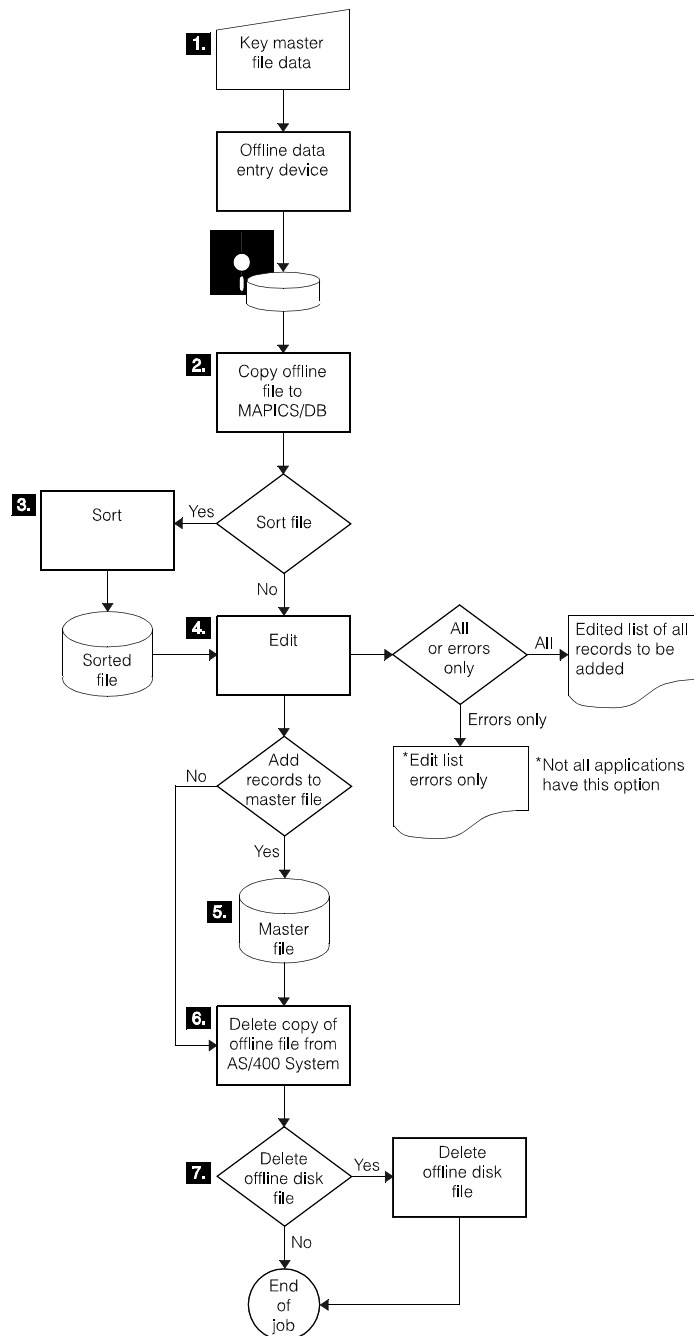 1.
Key master
file data
Offline data
entry device
2.
Copy offline
file to
MAPICS/DB
3.
Sort
Yes
Sort file
No
Sorted
file
4.
Edit
All
or errors
only
All
Edited list of all
records to be
added
Errors only
*Edit list
errors only
*Not all applications
have this option
No
Add
records to
master file
Yes
5.
Master
file
6.
Delete copy of
offline file from
AS/400 System
7.
Delete
offline disk
file
Yes
Delete
offline disk
file
No
End
of
job